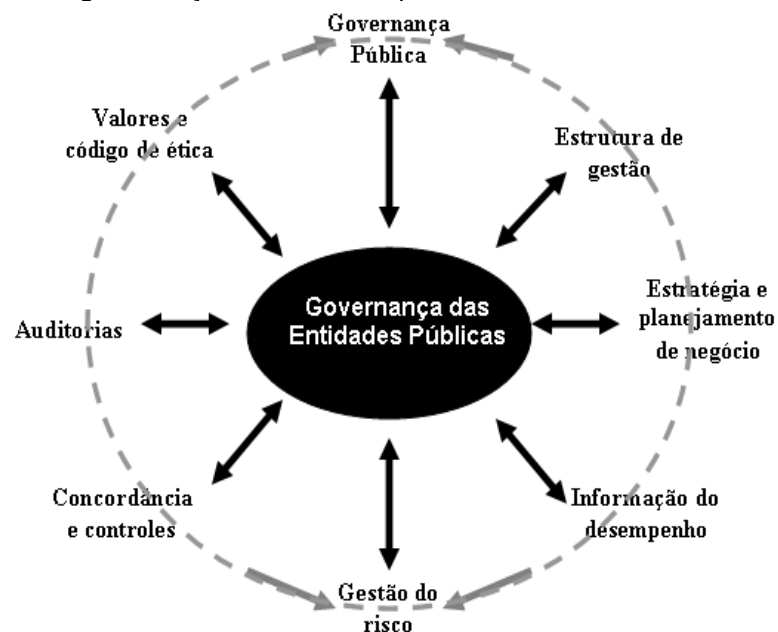 Governança
Pública
Valores e
código de ética
Estrutura de
gestão
Governança das
Entidades Públicas
Auditorias
Estratégia e
planejamento
de negócio
Concordância
e controles
Informação do
desempenho
Gestão do
risco